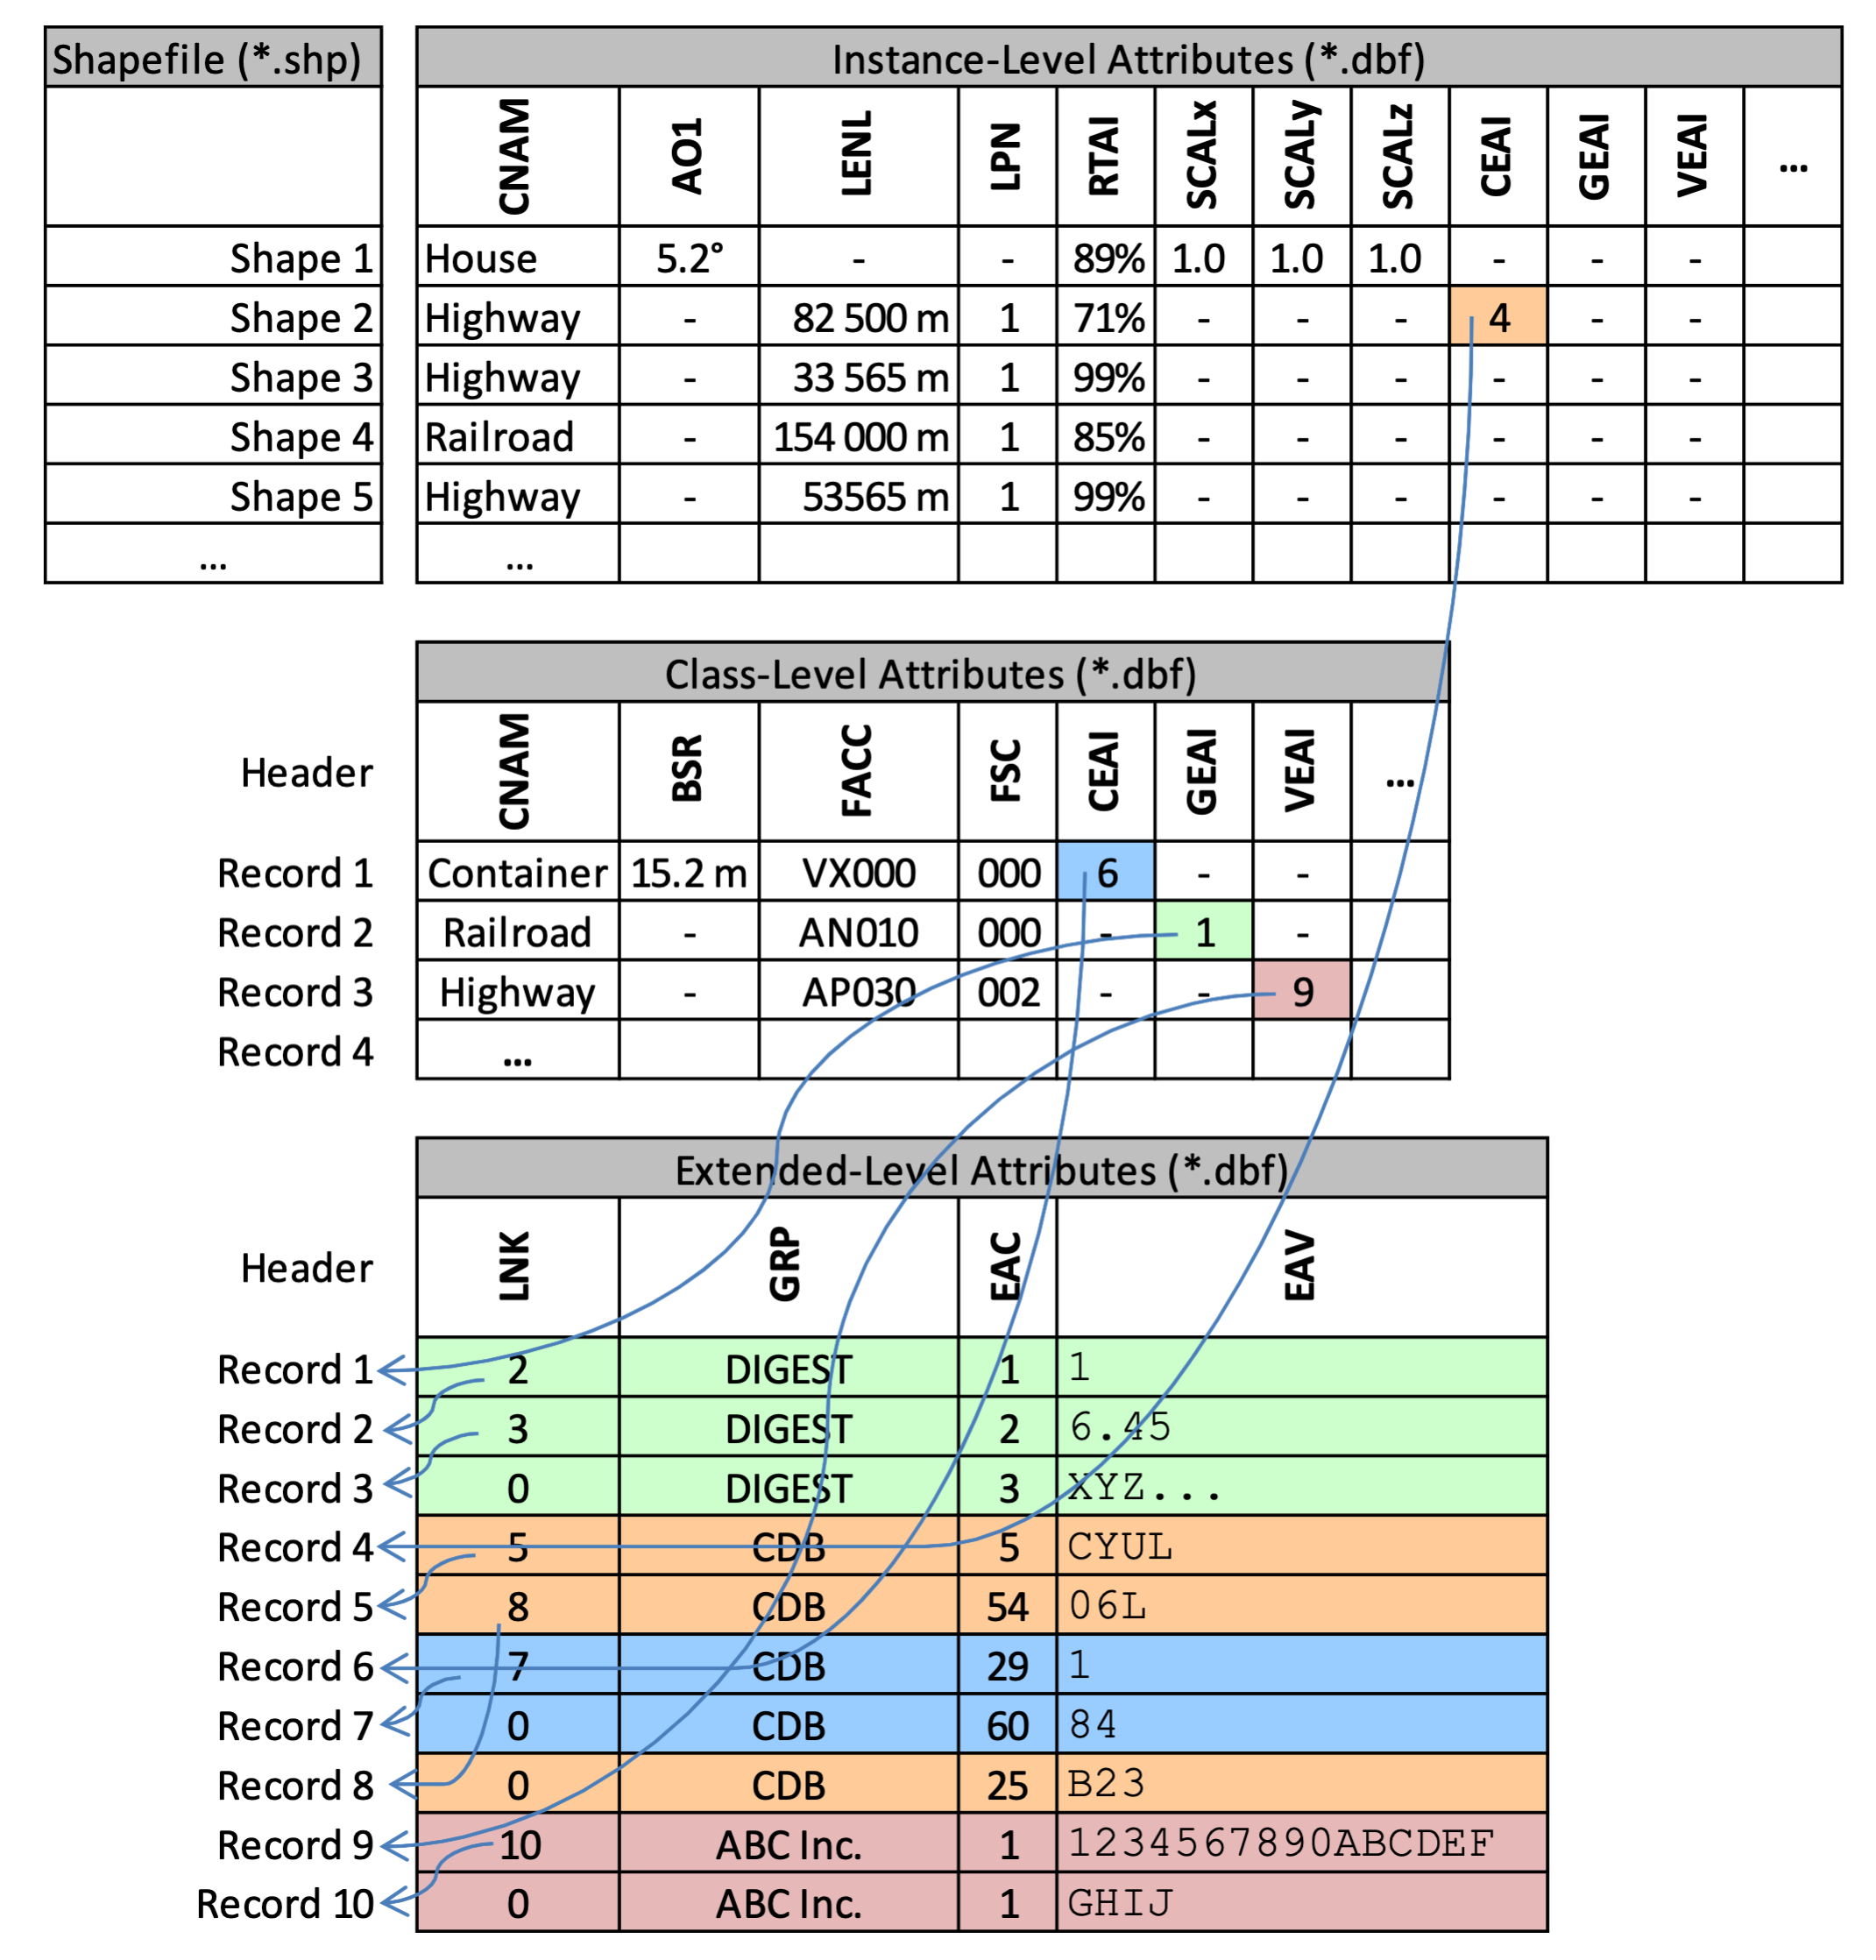 Shapefile (*.shp) Instance-Level Attributes (*.dbf)
CNAM AO1 LENL LPN RTAI SCALx SCALy SCALz CEAI GEAI VEAI ...
Shape 1 House 5.2° - - 89% 1.0 1.0 1.0 - - -
Shape 2 Highway - 82 500 m 1 71% - - - 4 - -
Shape 3 Highway - 33 565 m 1 99% - - - - - -
Shape 4 Railroad - 154 000 m 1 85% - - - - - -
Shape 5 Highway - 53565 m 1 99% - - - - - -
... ...
Class-Level Attributes (*.dbf)
Header CNAM BSR FACC FSC CEAI GEAI VEAI ...
Record 1 Container 15.2 m VX000 000 6 - -
Record 2 Railroad - AN010 000 - 1 -
Record 3 Highway - AP030 002 - - 9
Record 4 ...
Extended-Level Attributes (*.dbf)
Header LNK GRP EAC EAV
Record 1 2 DIGEST 1 1
Record 2 3 DIGEST 2 6.45
Record 3 0 DIGEST 3 XYZ...
Record 4 5 CDB 5 CYUL
Record 5 8 CDB 54 06L
Record 6 7 CDB 29 1
Record 7 0 CDB 60 84
Record 8 0 CDB 25 B23
Record 9 10 ABC Inc. 1 1234567890ABCDEF
Record 10 0 ABC Inc. 1 GHIJ